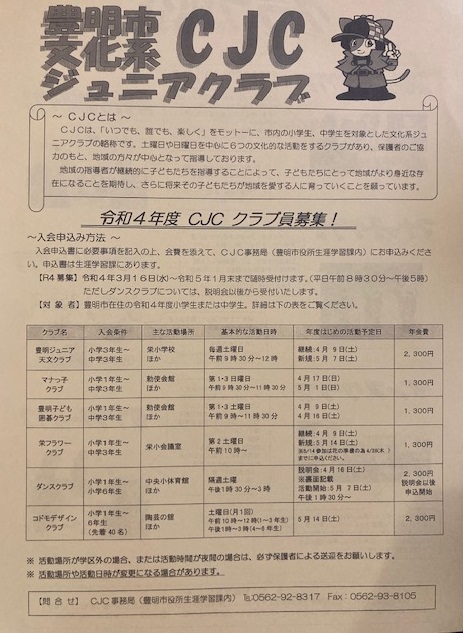 豊明市
文化系 CJC
ジュニアクラブ
～ CJCとは ～
CJCは、「いつでも、誰でも、楽しく」をモットーに、市内の小学生、中学生を対象とした文化系ジュ
ニアクラブの略称です。土曜日や日曜日を中心に6つの文化的な活動をするクラブがあり、保護者のご協
力のもと、地域の方々が中心となって指導しております。
地域の指導者が継続的に子どもたちを指導することによって、子どもたちにとって地域がより身近な存
在になることを期待し、さらに将来その子どもたちが地域を愛する人に育っていくことを願っています。
令和4年度 CJC クラブ員募集！
～入会申込み方法～
入会申込書に必要事項を記入の上、会費を添えて、CJC事務局（豊明市役所生涯学習課内）にお申込みくださ
い。申込書は生涯学習課にあります。
【R4募集】令和4年3月16日(水)～令和5年1月末まで随時受付けます。(平日午前8時30分～午後5時)
ただしダンスクラブについては、説明会以後から受付いたします。
【対 象 者】豊明市在住の令和4年度小学生または中学生。詳細は下の表をご覧ください。
クラブ名 入会条件 主な活動場所 基本的な活動日時 年度はじめの活動予定日 年会費
豊明ジュニア 小学3年生～ 栄小学校 毎週土曜 継続:4月9日(土) 2,300円
天文クラブ 中学3年生 ほか 午前9時30分～12時 新規:5月7日(土)
マナっ子 小学1年生～ 勅使会館 第1・3日曜日 4月17日(日) 1,300円
クラブ 中学3年生 ほか 午前9時30分～11時30分 5月1日(日)
豊明子ども 小学1年生～ 勅使会館 第1・3土曜日 4月9日(土) 1,300円
囲碁クラブ 中学3年生 ほか 午前9時～11時30分 4月16日(土)
栄フラワー 小学1年生～ 栄小会議室 第2土曜日 継続:4月9日(土) 1,300円
クラブ 中学3年生 午前10時～ 新規:5月14日(土)
※5/14参加は花の準備の為4/28(木)
までに申込ください。
ダンスクラブ 小学1年生～ 中央小体育館 隔週土曜 説明会:4月16日(土) 2,300円
小学6年生 ほか 午後1時30分～3時 ※裏面記載 説明会以後
活動開始:5月7日(土) 申込開始
午後1時30分～
コドモデザイン 小学1年生～ 陶芸の館 土曜日(月1回) 5月14日(土) 2,300円
クラブ 6年生 ほか 午前10時～12時(1～3年生)
(先着40名) 午後1時～3時(4～6年生)
※ 活動場所が学区外の場合、または活動時間が夜間の場合は、必ず保護者による送迎をお願いします。
※ 活動場所や活動日時が変更になる場合があります。
【問 合 せ】 CJC事務局（豊明市役所生涯学習課内） ℡:0562-92-8317 Fax:0562-93-8105